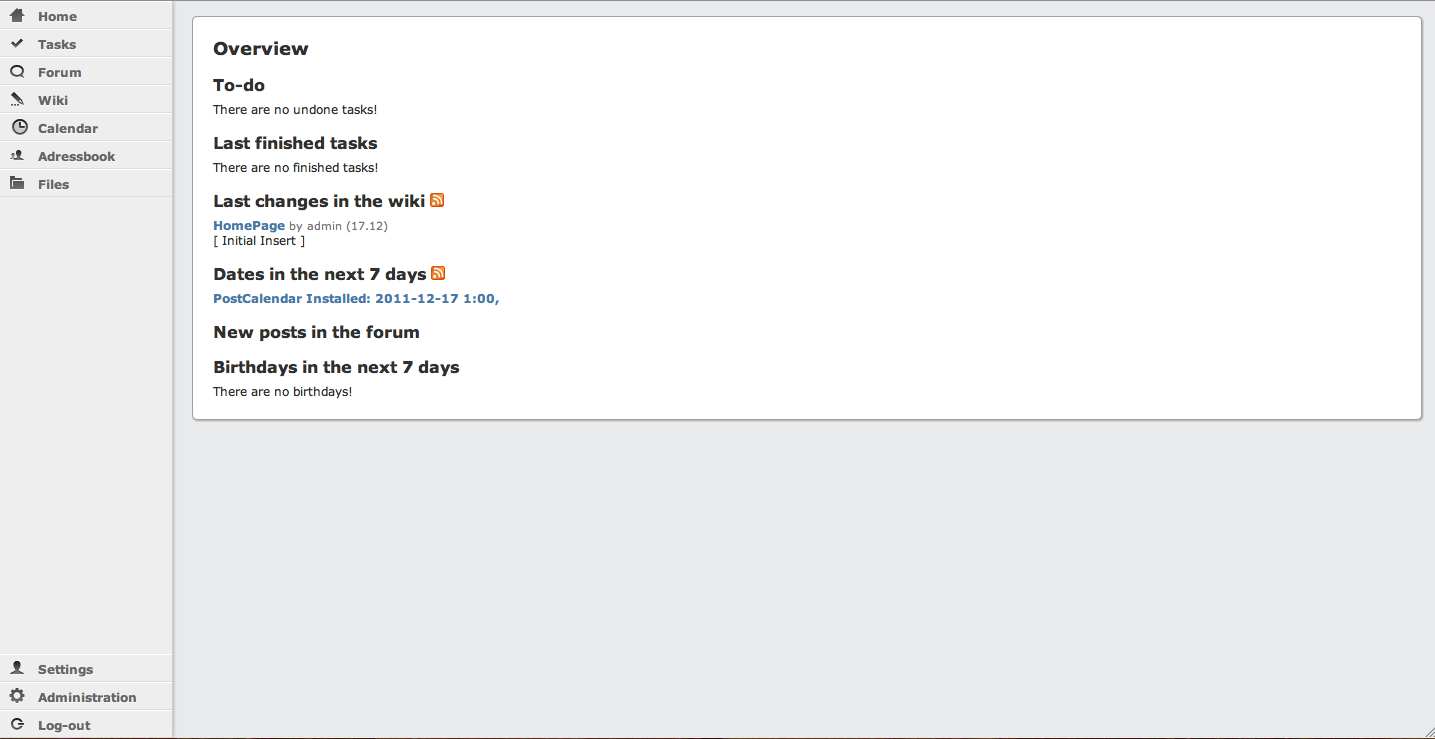 Home
Tasks
Forum
Wiki
Calendar
Adressbook
Files
Settings
Administration
Log-out
Overview
To-do
There are no undone tasks!
Last finished tasks
There are no finished tasks!
Last changes in the wiki
HomePage by admin (17.12)
[ Initial Insert ]
Dates in the next 7 days
PostCalendar Installed: 2011-12-17 1:00,
New posts in the forum
Birthdays in the next 7 days
There are no birthdays!